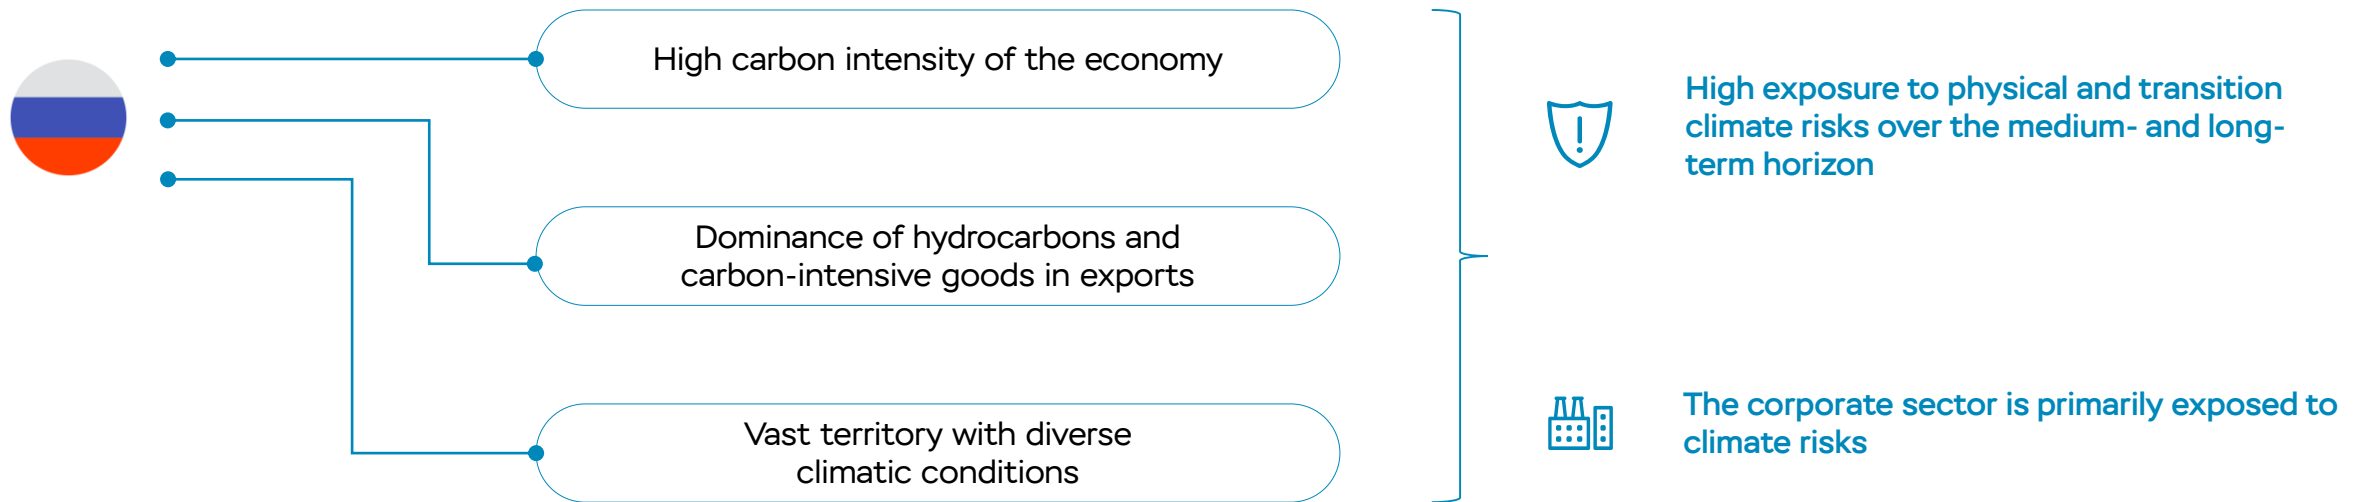 High carbon intensity of the economy
Dominance of hydrocarbons and
carbon-intensive goods in exports
Vast territory with diverse
climatic conditions
High exposure to physical and transition
climate risks over the medium- and long-
term horizon
The corporate sector is primarily exposed to
climate risks